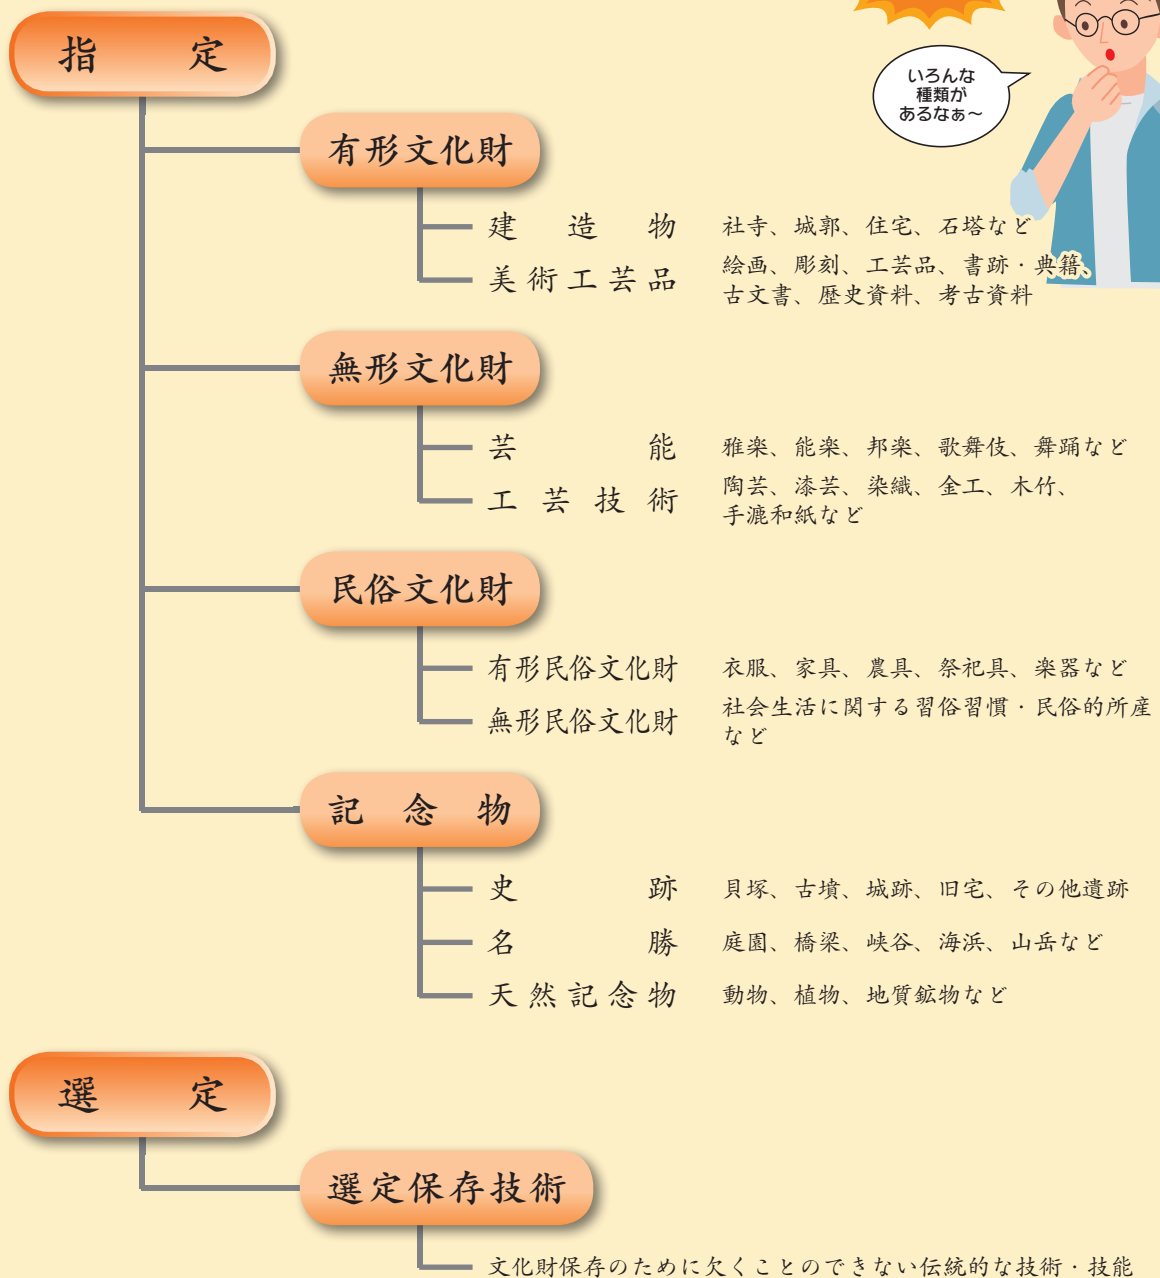 指定
いろんな
種類が
あるなぁ～
有形文化財
建造物 社寺、城郭、住宅、石塔など
美術工芸品 絵画、彫刻、工芸品、書跡・典籍、
古文書、歴史資料、考古資料
無形文化財
芸能 雅楽、能楽、邦楽、歌舞伎、舞踊など
工芸技術 陶芸、漆芸、染織、金工、木竹、
手漉和紙など
民俗文化財
有形民俗文化財 衣服、家具、農具、祭祀具、楽器など
無形民俗文化財 社会生活に関する習俗習慣・民俗的所産
など
記念物
史跡 貝塚、古墳、城跡、旧宅、その他遺跡
名勝 庭園、橋梁、峡谷、海浜、山岳など
天然記念物 動物、植物、地質鉱物など
選定
選定保存技術
文化財保存のために欠くことのできない伝統的な技術・技能